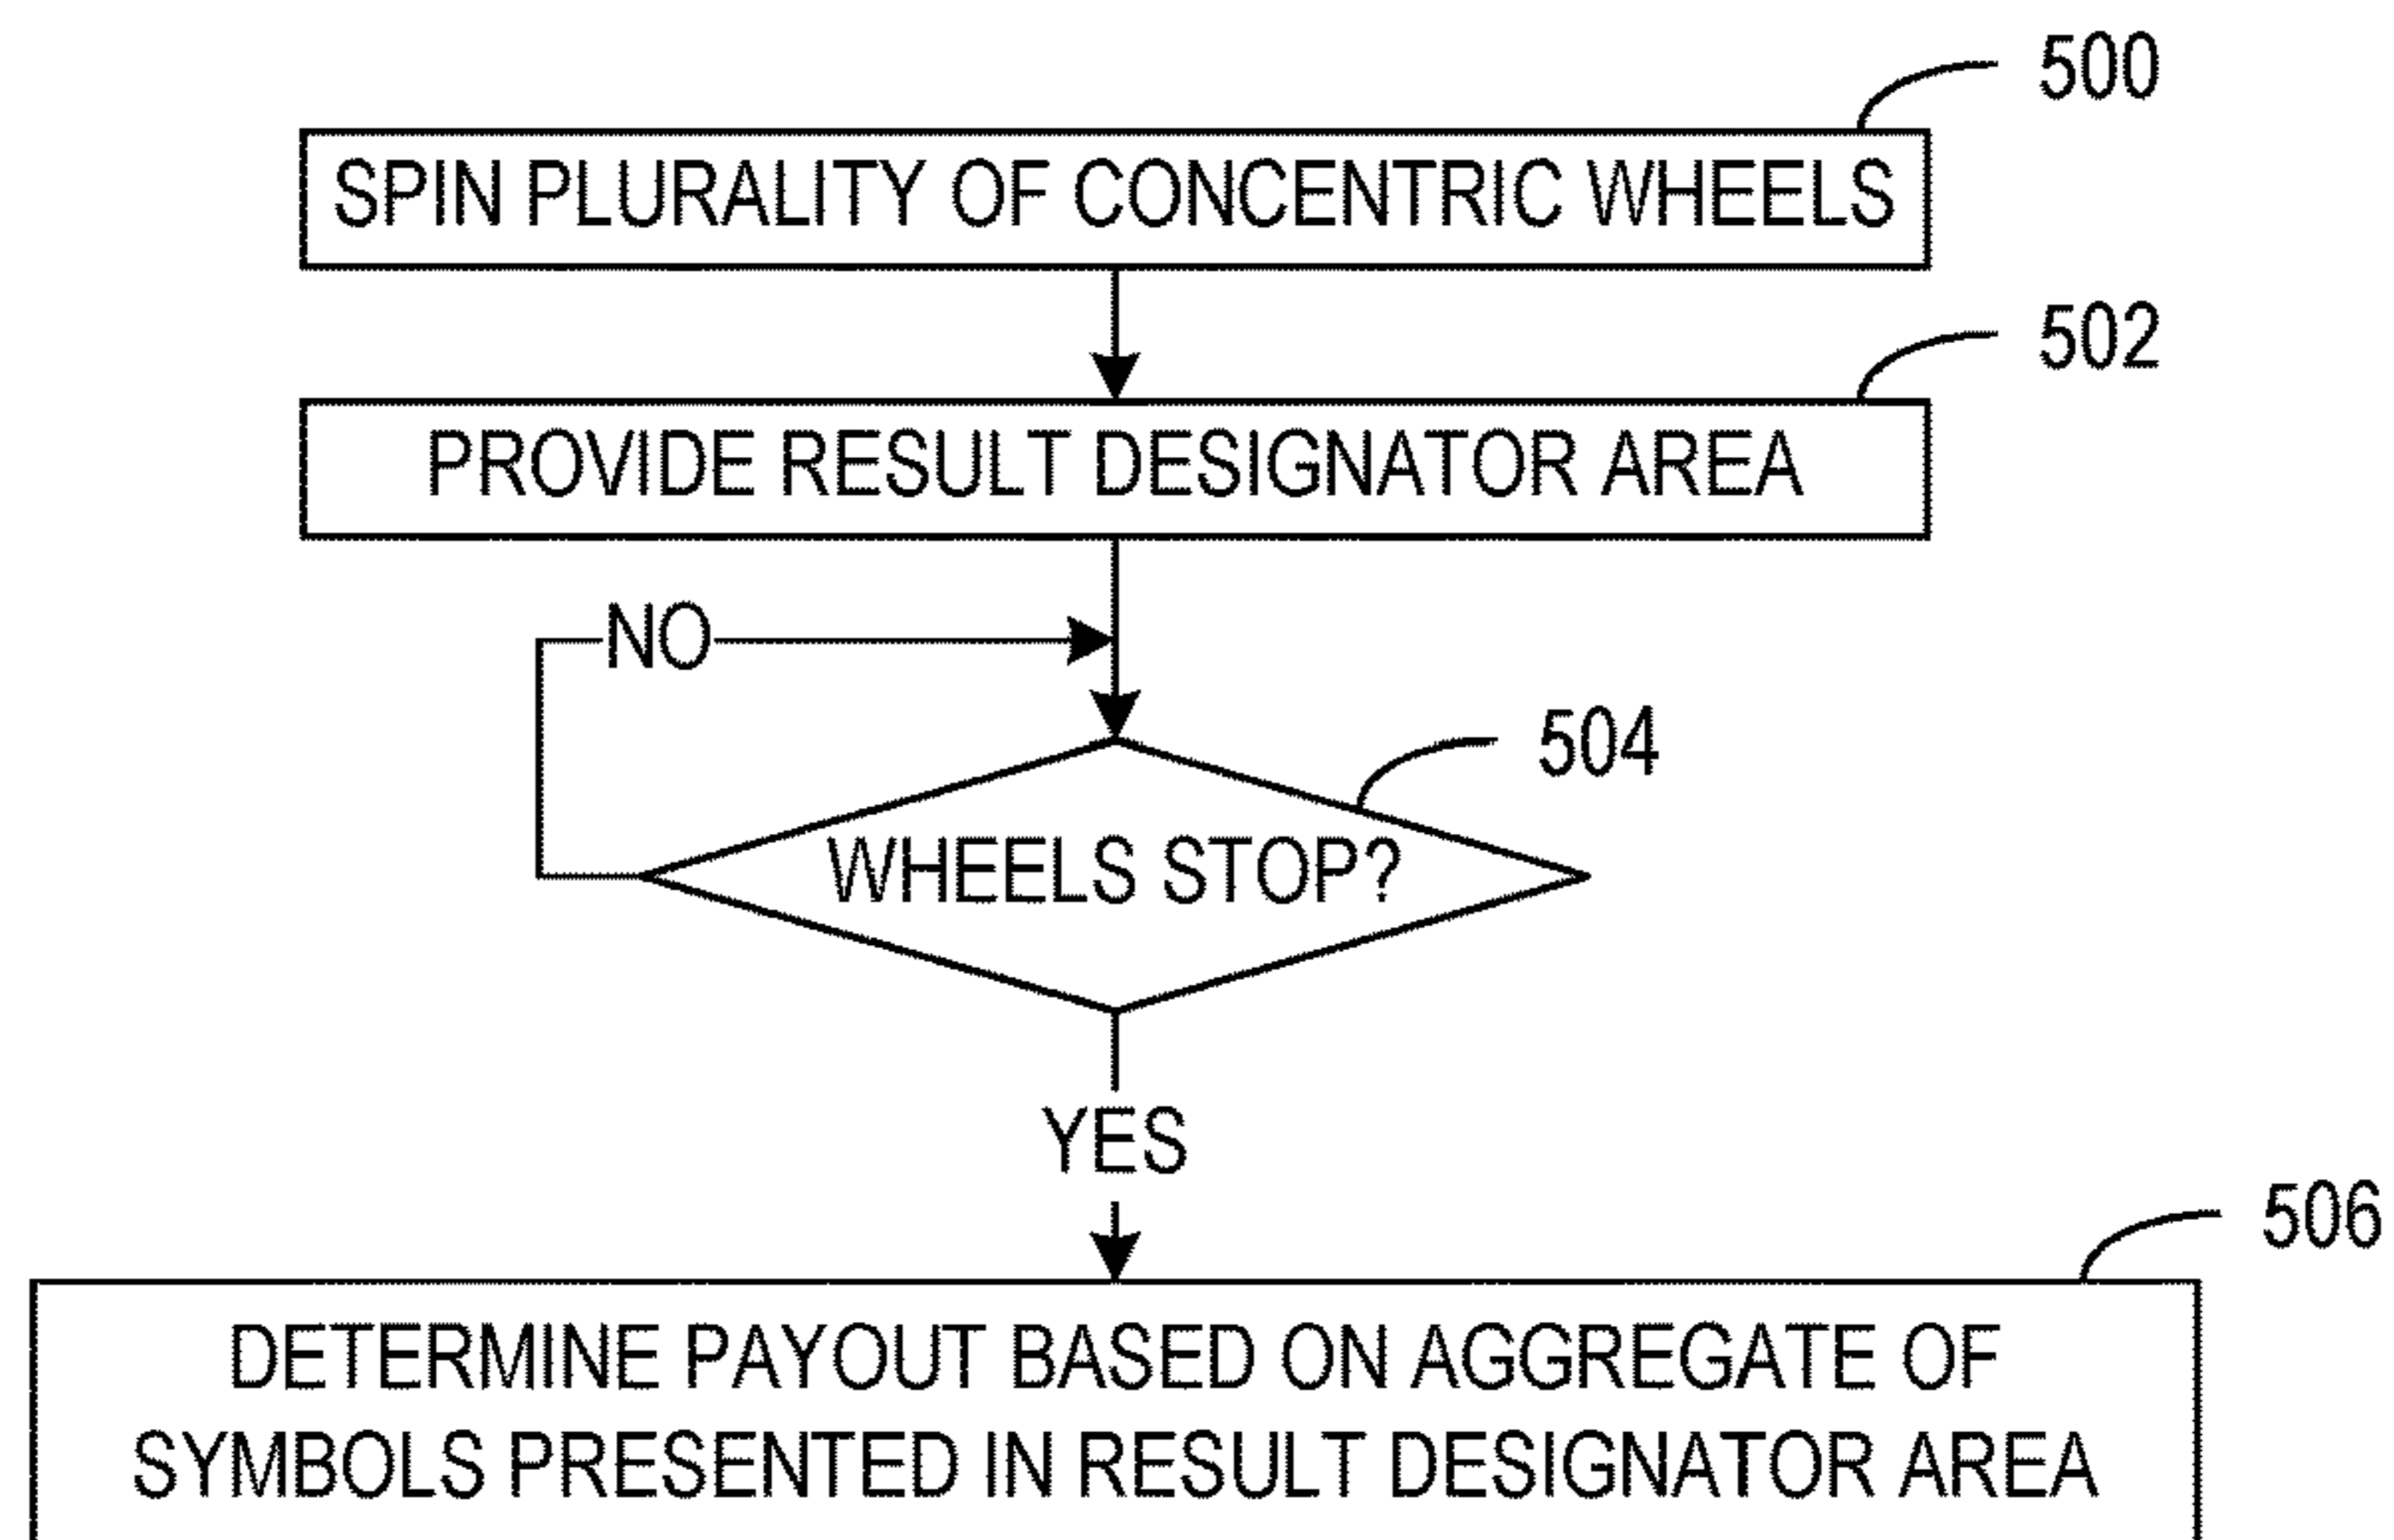 500
SPIN PLURALITY OF CONCENTRIC WHEELS
502
PROVIDE RESULT DESIGNATOR AREA
NO
504
WHEELS STOP?
YES
506
DETERMINE PAYOUT BASED ON AGGREGATE OF
SYMBOLS PRESENTED IN RESULT DESIGNATOR AREA